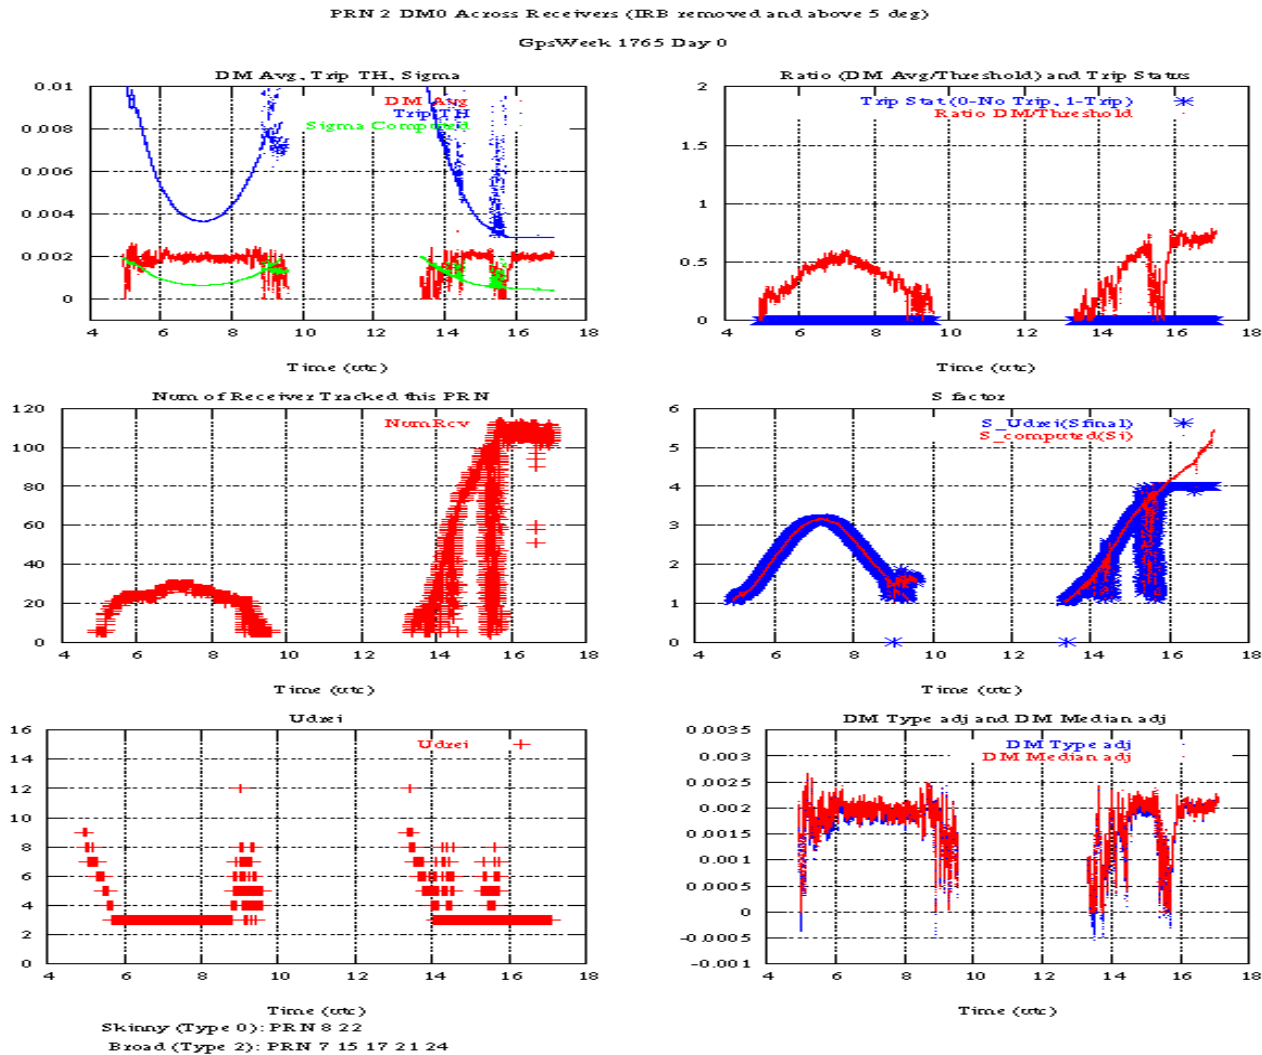 PRN 2 DM0 Across Receivers (IRB removed and above 5 deg)
GpsWeek 1765 Day 0
DM Avg, Trip TH, Sigma
0.01
0.008
0.006
0.004
0.002
0
DM Avg
Trip TH
Sigma Computed
4 6 8 10 12 14 16 18
Time (utc)
Ratio (DM Avg/Threshold) and Trip Status
2
1.5
1
0.5
0
Trip Stat (0-No Trip, 1-Trip)
Ratio DM/Threshold
4 6 8 10 12 14 16 18
Time (utc)
Num of Receiver Tracked this PRN
120
100
80
60
40
20
0
NumRcv
4 6 8 10 12 14 16 18
Time (utc)
S factor
6
5
4
3
2
1
0
S_Udrei(Sfinal)
S_computed(Si)
4 6 8 10 12 14 16 18
Time (utc)
Udrei
16
14
12
10
8
6
4
2
0
Udrei
4 6 8 10 12 14 16 18
Time (utc)
DM Type adj and DM Median adj
0.0035
0.003
0.0025
0.002
0.0015
0.001
0.0005
0
-0.0005
-0.001
DM Type adj
DM Median adj
4 6 8 10 12 14 16 18
Time (utc)
Skinny (Type 0): PRN 8 22
Broad (Type 2): PRN 7 15 17 21 24